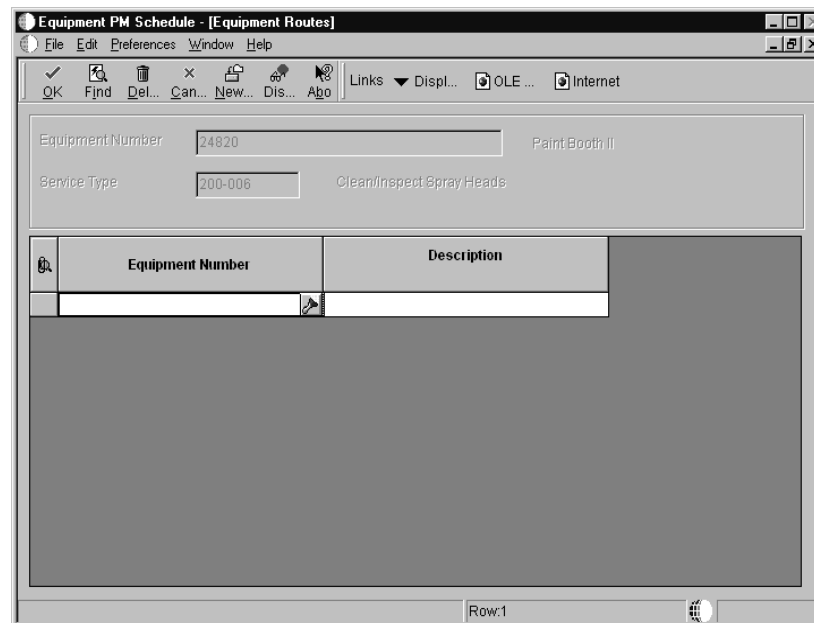 Equipment PM Schedule - [Equipment Routes]
File Edit Preferences Window Help
OK Find Del... Can... New... Dis... Abo Links Displ... OLE ... Internet
Equipment Number 24820 Paint Booth II
Service Type 200-006 Clean/Inspect Spray Heads
Equipment Number Description
Row:1